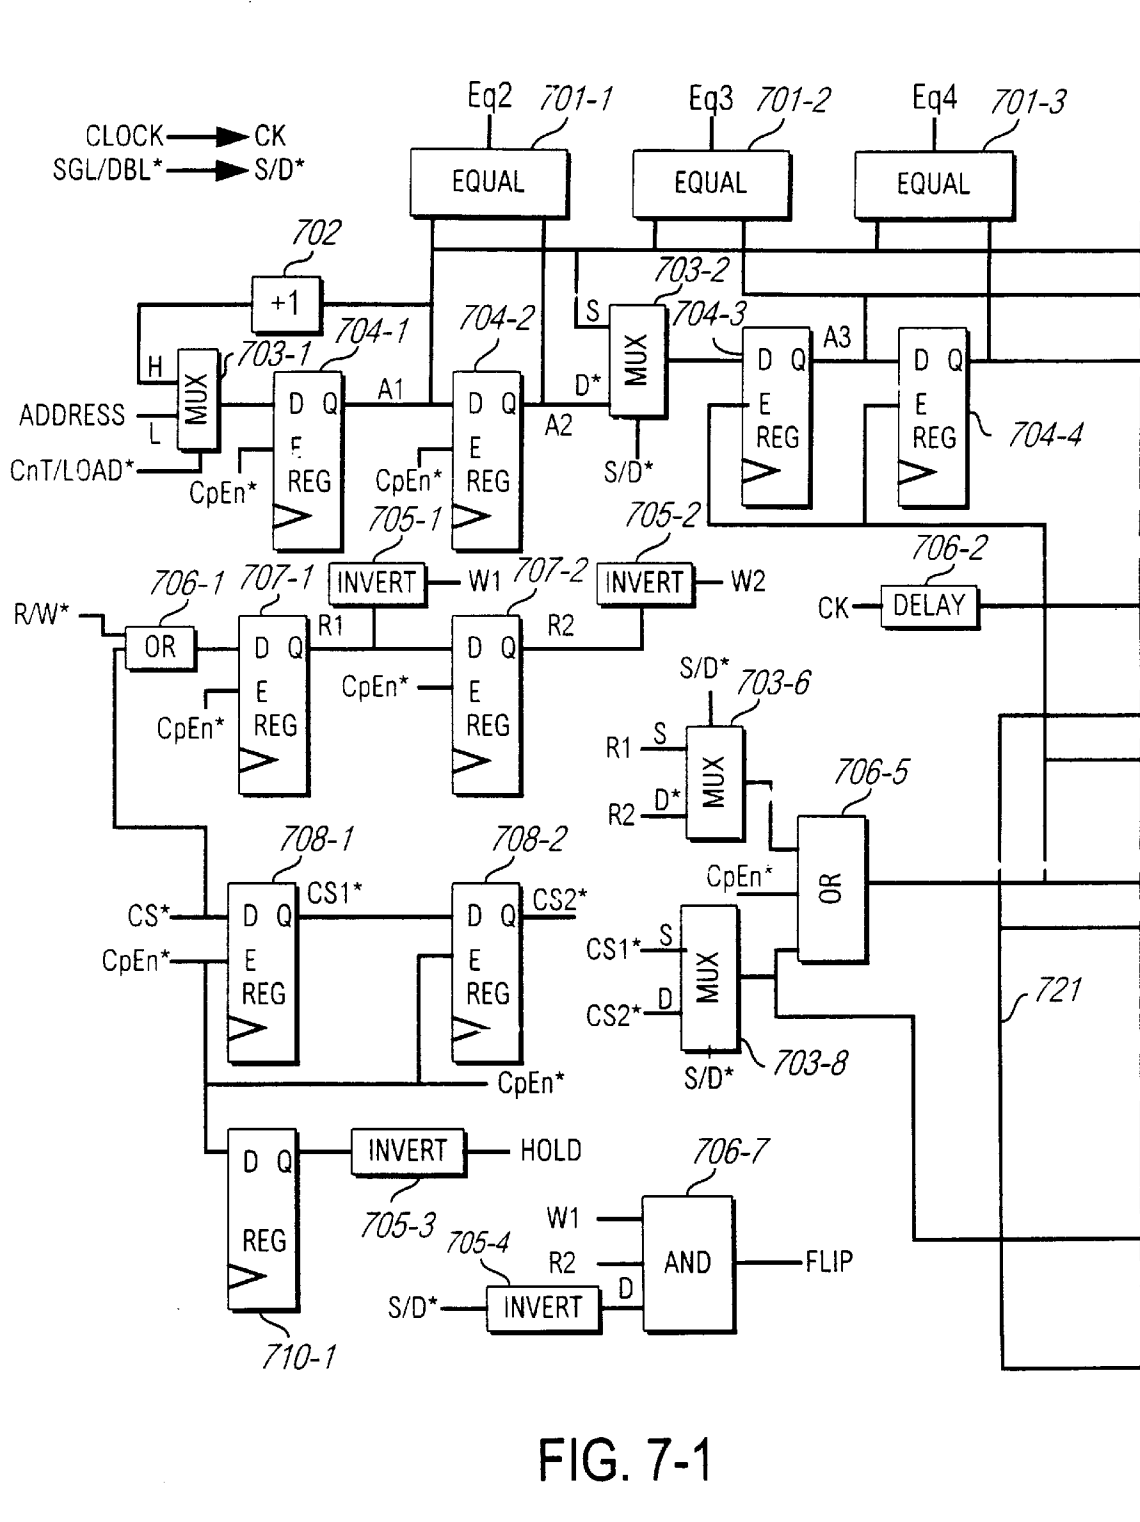 Eq2 701-1 Eq3 701-2 Eq4 701-3
CLOCK CK
SGL/DBL* S/D*
EQUAL EQUAL EQUAL
702
703-2
+1
S
704-1 704-2 704-3
703-1
H
MUX
MUX
D Q A3 D Q
ADDRESS
L
D Q A1 D Q A2 D*
E E
REG REG
704-4
CnT/LOAD*
CpEn* E
REG
CpEn* E
REG
S/D*
705-1 705-2
706-2
706-1 707-1
INVERT W1 707-2 INVERT W2
CK DELAY
R/W*
OR
D Q R1 D Q R2
CpEn* E
REG
CpEn* E
REG
S/D*
703-6
R1 S
MUX
R2 D*
706-5
708-1 708-2
CpEn*
OR
CS* D Q CS1* D Q CS2*
CpEn* E
REG
E
REG
CS1* S
MUX
CS2* D
721
703-8
S/D*
CpEn*
D Q INVERT HOLD
706-7
REG
705-3
705-4
W1
R2
D
AND FLIP
S/D* INVERT
710-1
FIG. 7-1